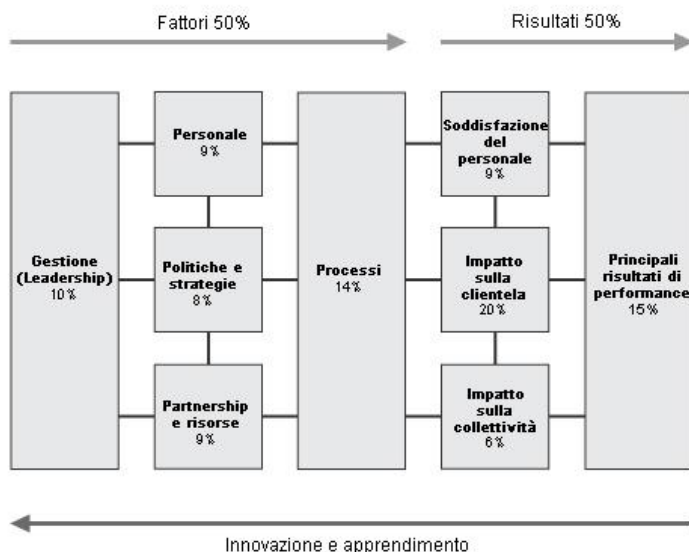 Fattori 50%
Risultati 50%
Gestione
(Leadership)
10%
Personale
9%
Politiche e
strategie
8%
Partnership
e risorse
9%
Processi
14%
Soddisfazione
del
personale
9%
Impatto
sulla
clientela
20%
Impatto
sulla
collettività
6%
Principali
risultati di
performance
15%
Innovazione e apprendimento